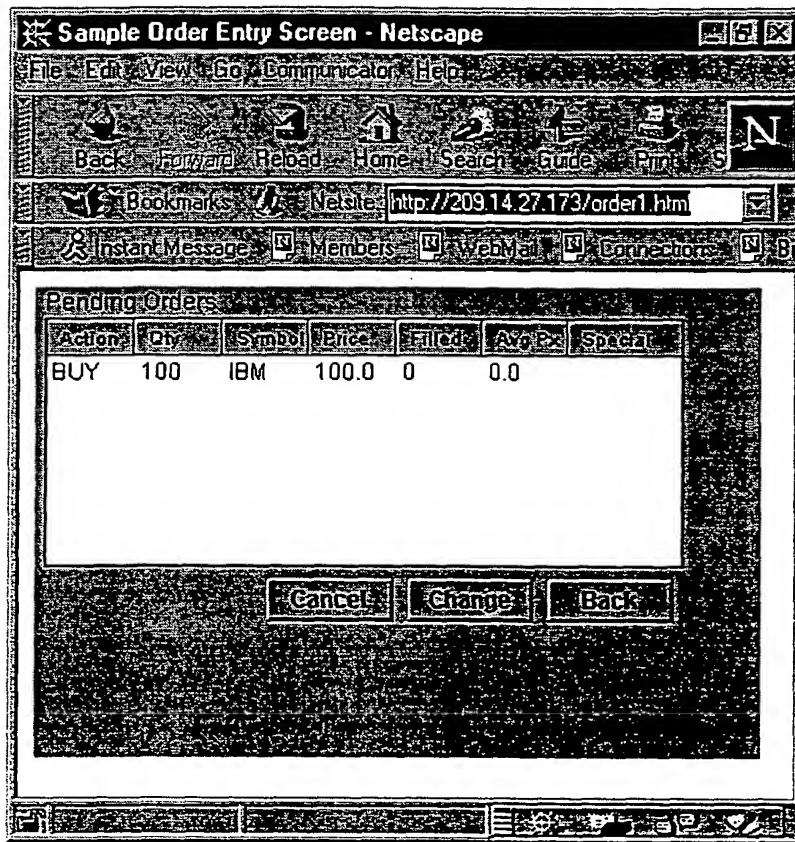 Sample Order Entry Screen - Netscape
File Edit View Go Communicator Help
Back Forward Reload Home Search Guide Print S N
Bookmarks Netsite: http://209.14.27.173/order1.html
Instant Message Members WebMail Connections Bi
Pending Orders
Action Qty Symbol Price Filled Avg Px Special
BUY 100 IBM 100.0 0 0.0
Cancel Change Back